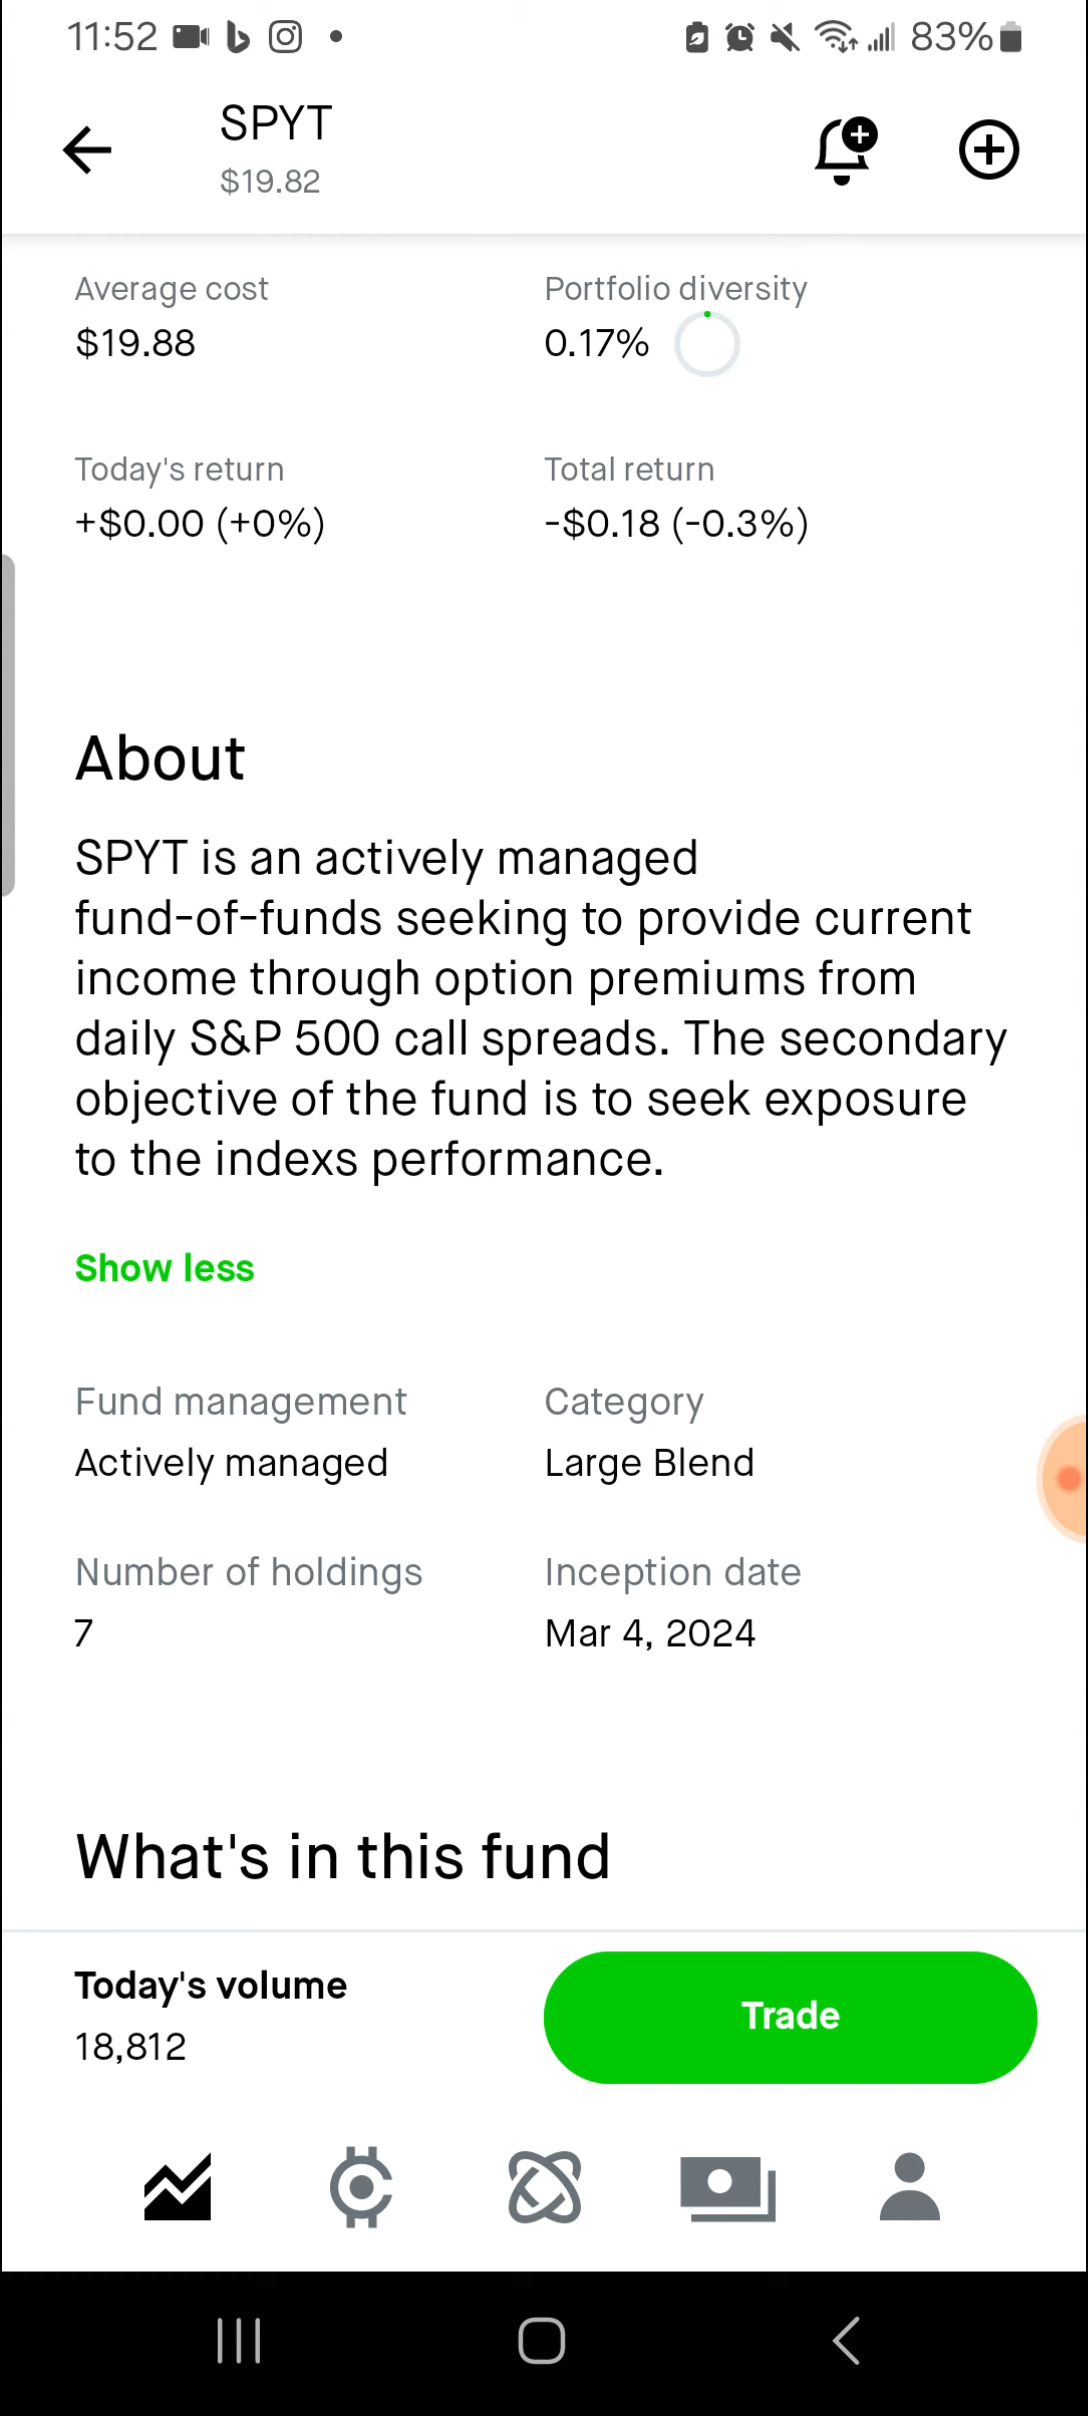 11:52 83%
SPYT
$19.82
Average cost Portfolio diversity
$19.88 0.17%
Today's return Total return
+$0.00 (+0%) -$0.18 (-0.3%)
About
SPYT is an actively managed
fund-of-funds seeking to provide current
income through option premiums from
daily S&P 500 call spreads. The secondary
objective of the fund is to seek exposure
to the indexs performance.
Show less
Fund management Category
Actively managed Large Blend
Number of holdings Inception date
7 Mar 4, 2024
What's in this fund
Today's volume
18,812
Trade